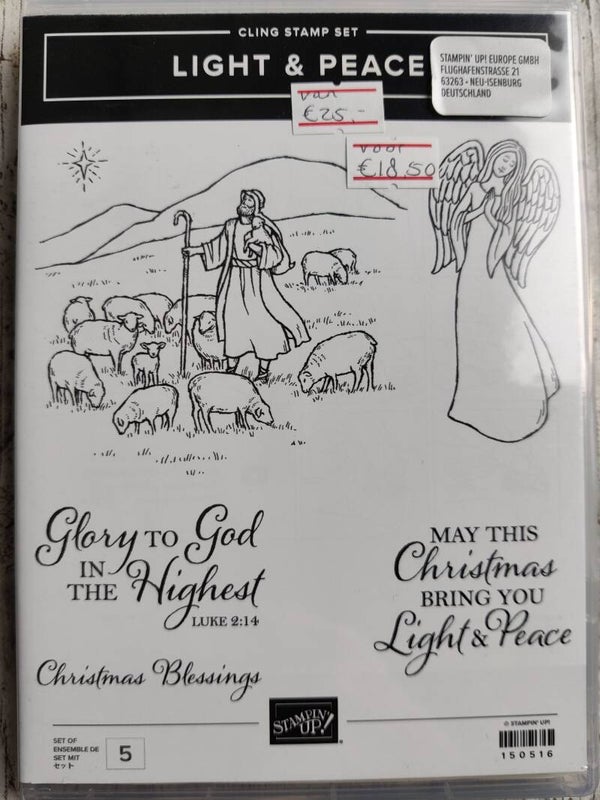 CLING STAMP SET
LIGHT & PEACE
STAMPIN' UP! EUROPE GMBH
FLUGHAFENSTRASSE 21
63263 - NEU-ISENBURG
DEUTSCHLAND
van
€25,-
voor
€18,50
Glory TO God
IN
THE Highest
LUKE 2:14
Christmas Blessings
MAY THIS
Christmas
BRING YOU
Light & Peace
SET OF
ENSEMBLE DE
SET MIT
セット
5
STAMPIN' UP!®
© STAMPIN' UP!
150516